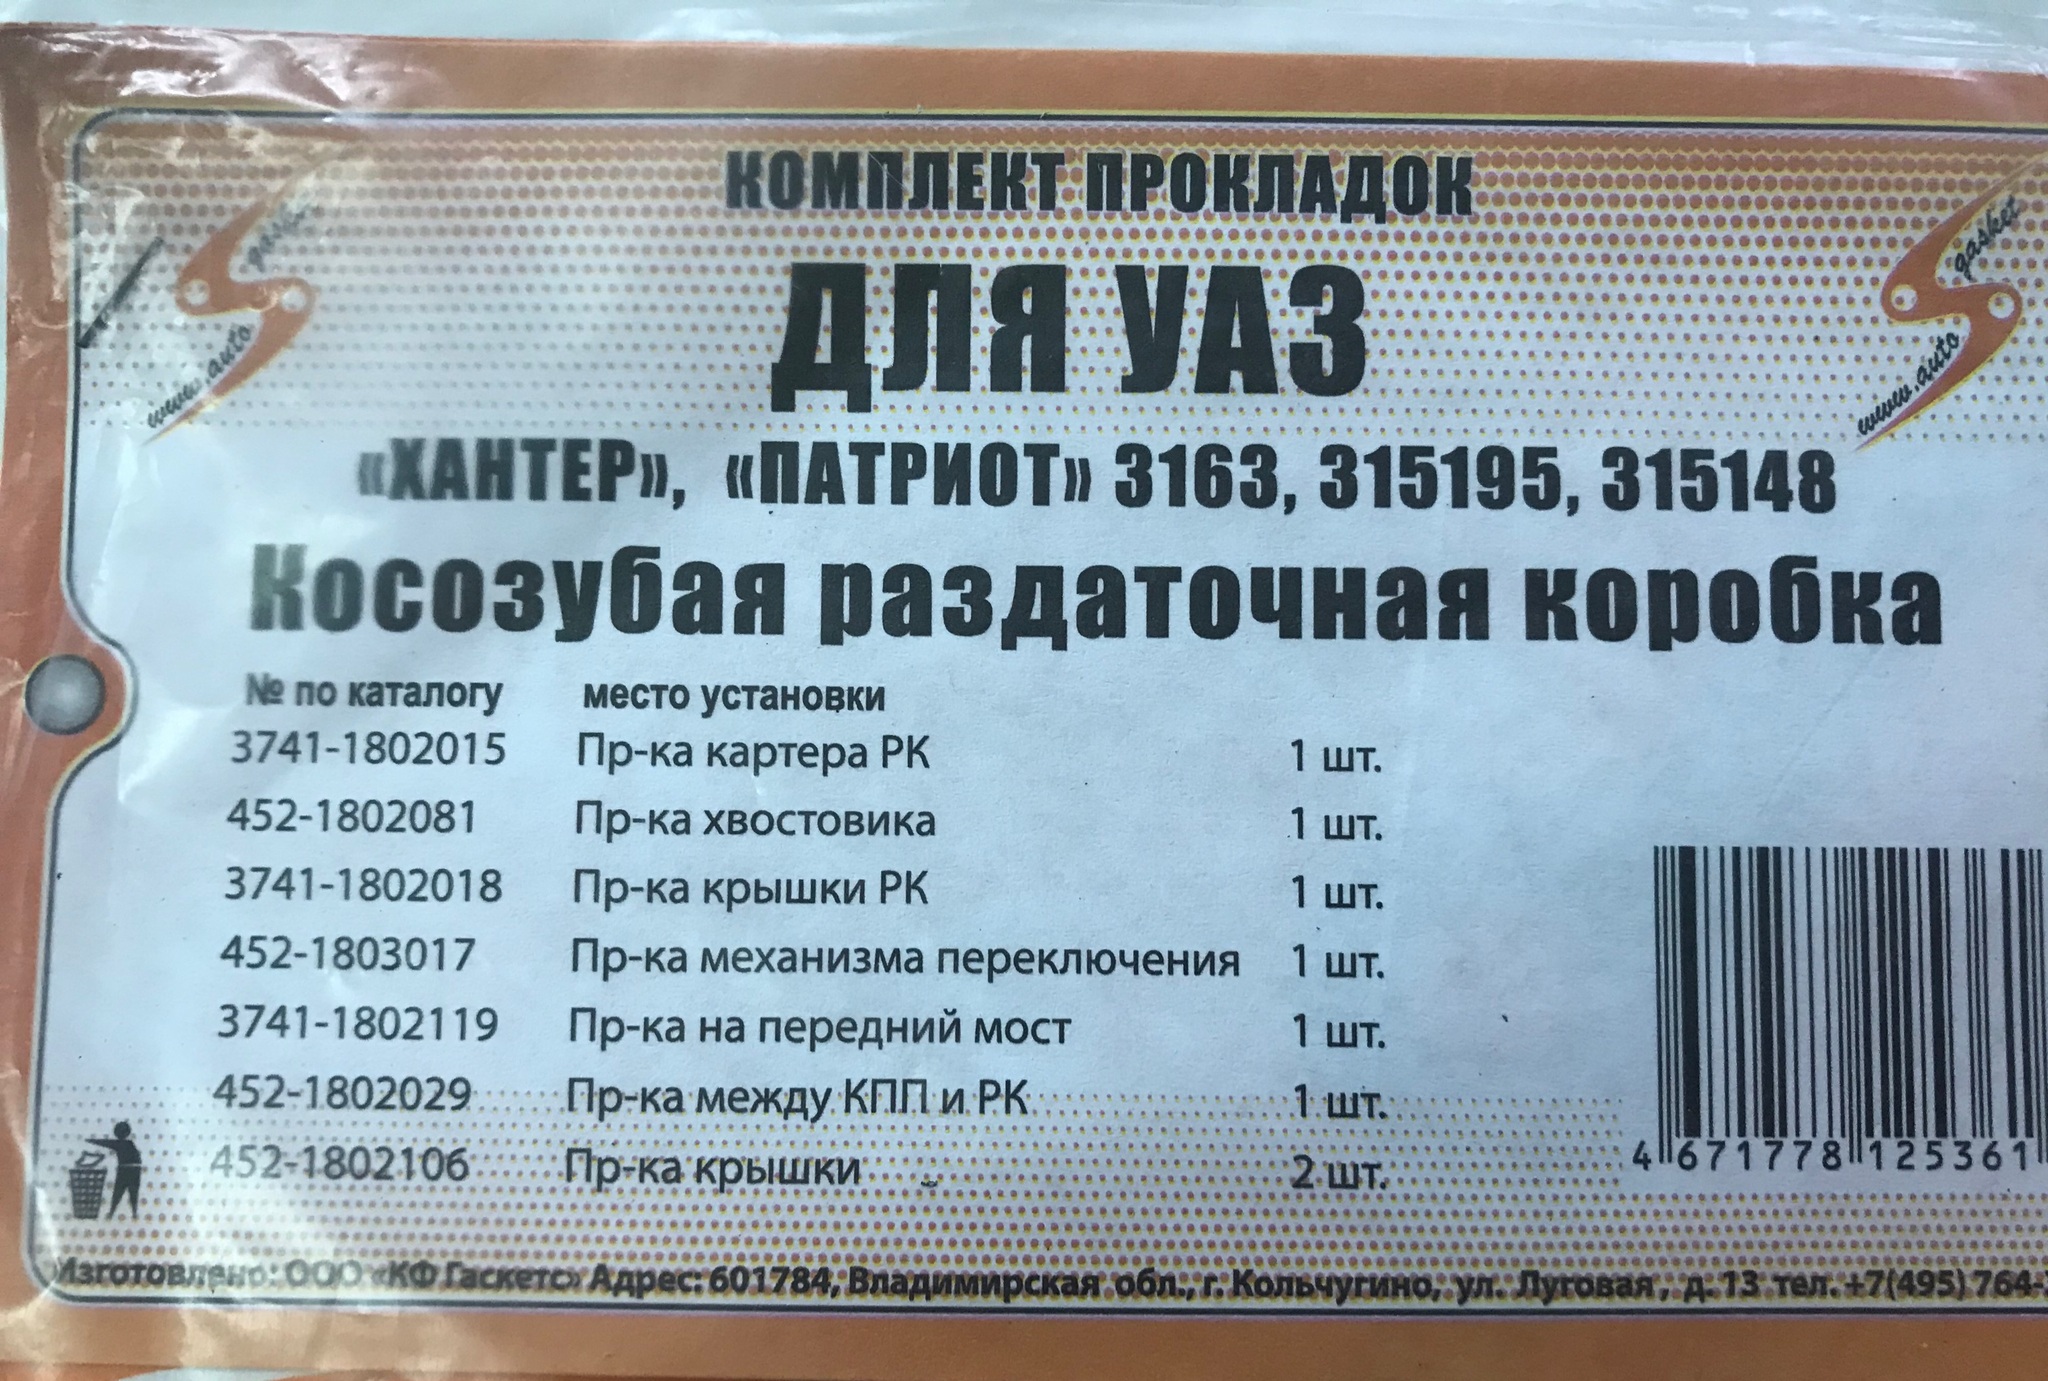 КОМПЛЕКТ ПРОКЛАДОК
ДЛЯ УАЗ
«ХАНТЕР», «ПАТРИОТ» 3163, 315195, 315148
Косозубая раздаточная коробка
www.auto gasket
www.auto gasket
№ по каталогу место установки
3741-1802015 Пр-ка картера РК 1 шт.
452-1802081 Пр-ка хвостовика 1 шт.
3741-1802018 Пр-ка крышки РК 1 шт.
452-1803017 Пр-ка механизма переключения 1 шт.
3741-1802119 Пр-ка на передний мост 1 шт.
452-1802029 Пр-ка между КПП и РК 1 шт.
452-1802106 Пр-ка крышки 2 шт.
4 671778 125361
Изготовлено: ООО «КФ Гаскетс» Адрес: 601784, Владимирская обл., г. Кольчугино, ул. Луговая, д. 13 тел. +7(495) 764-